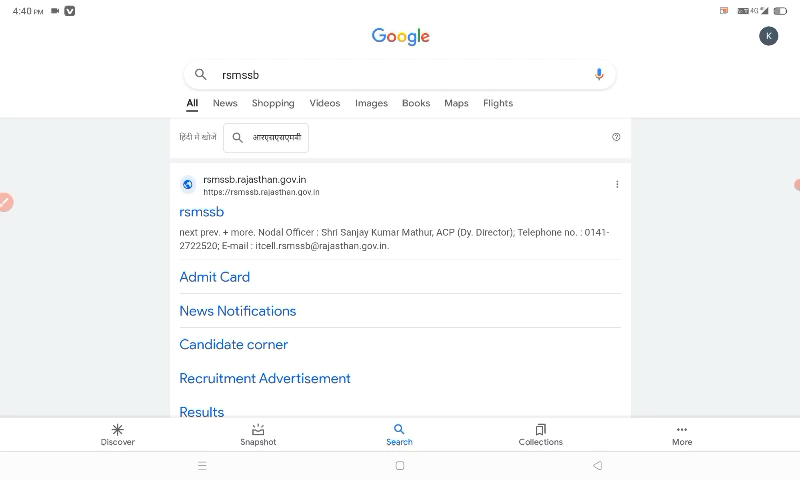 4:40 PM
4G
Google
K
rsmssb
All News Shopping Videos Images Books Maps Flights
हिंदी में खोजें आरएसएसएमबी
rsmssb.rajasthan.gov.in
https://rsmssb.rajasthan.gov.in
rsmssb
next prev. + more. Nodal Officer : Shri Sanjay Kumar Mathur, ACP (Dy. Director); Telephone no. : 0141-
2722520; E-mail : itcell.rsmssb@rajasthan.gov.in.
Admit Card
News Notifications
Candidate corner
Recruitment Advertisement
Results
Discover Snapshot Search Collections More